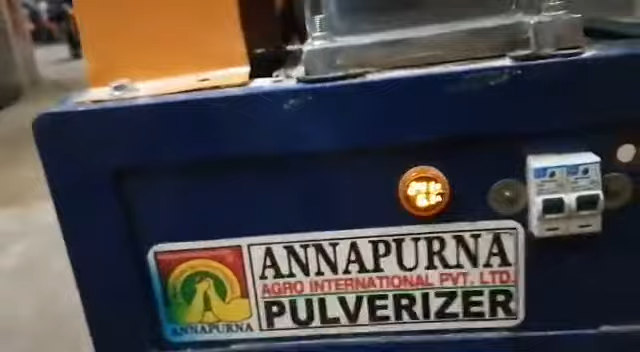 ANNAPURNA
AGRO INTERNATIONAL PVT. LTD.
PULVERIZER
ANNAPURNA